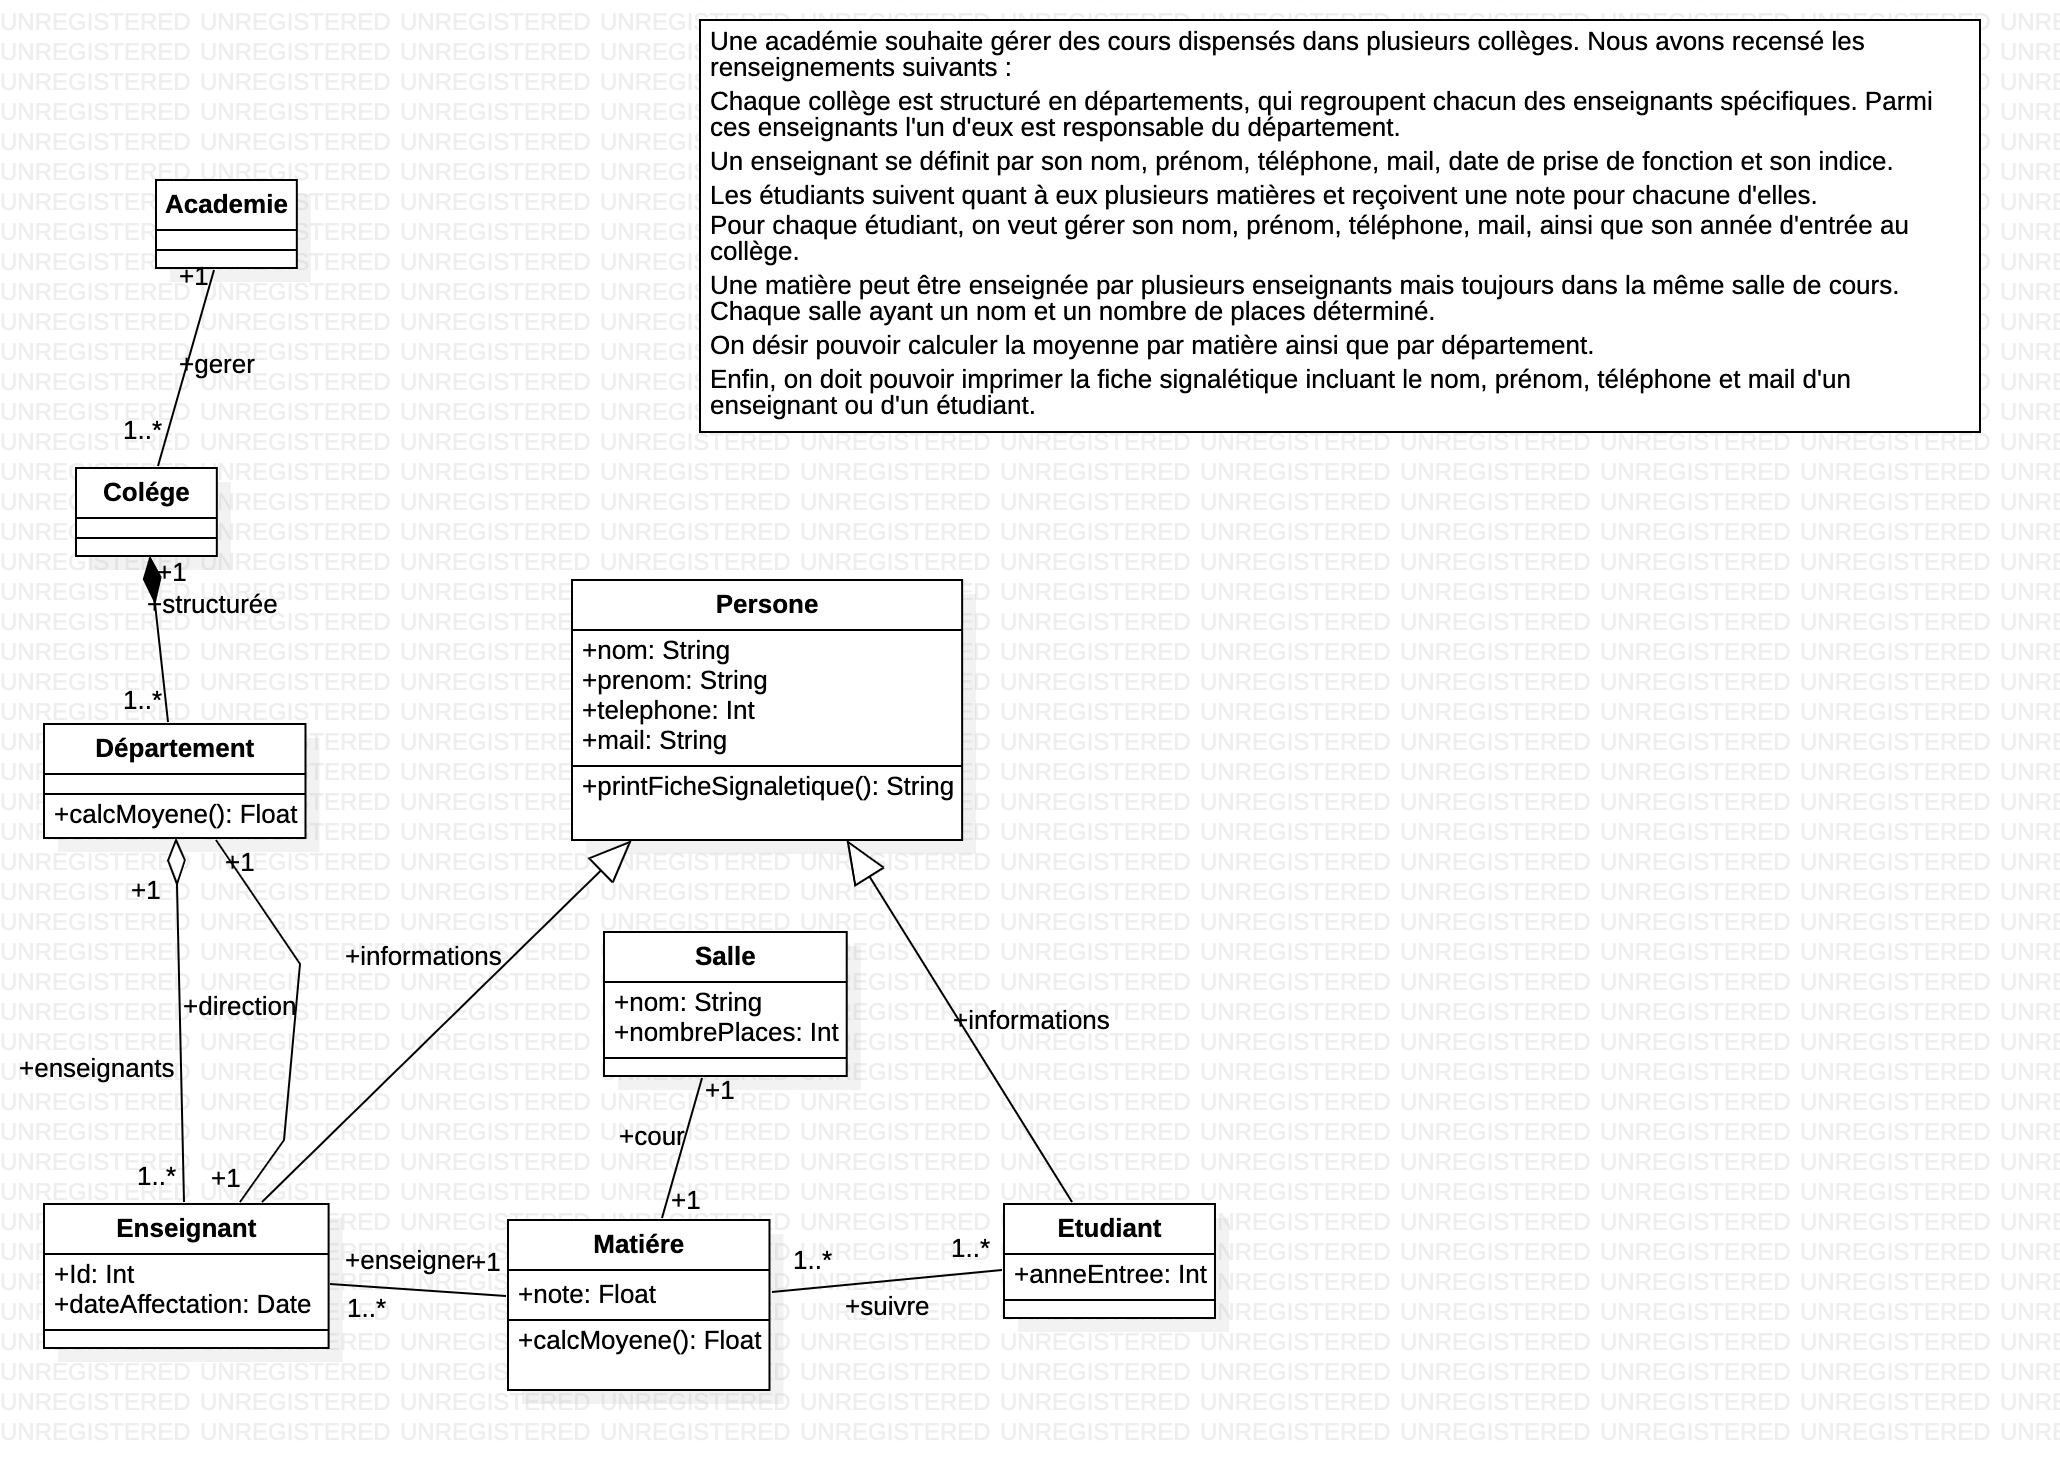 Une académie souhaite gérer des cours dispensés dans plusieurs collèges. Nous avons recensé les
renseignements suivants :
Chaque collège est structuré en départements, qui regroupent chacun des enseignants spécifiques. Parmi
ces enseignants l'un d'eux est responsable du département.
Un enseignant se définit par son nom, prénom, téléphone, mail, date de prise de fonction et son indice.
Les étudiants suivent quant à eux plusieurs matières et reçoivent une note pour chacune d'elles.
Pour chaque étudiant, on veut gérer son nom, prénom, téléphone, mail, ainsi que son année d'entrée au
collège.
Une matière peut être enseignée par plusieurs enseignants mais toujours dans la même salle de cours.
Chaque salle ayant un nom et un nombre de places déterminé.
On désir pouvoir calculer la moyenne par matière ainsi que par département.
Enfin, on doit pouvoir imprimer la fiche signalétique incluant le nom, prénom, téléphone et mail d'un
enseignant ou d'un étudiant.
Academie
+1
+gerer
1..*
Colége
+1
+structurée
1..*
Département
+calcMoyene(): Float
+1
+1
+direction
+enseignants
1..*
+1
Persone
+nom: String
+prenom: String
+telephone: Int
+mail: String
+printFicheSignaletique(): String
+informations
+informations
Salle
+nom: String
+nombrePlaces: Int
+1
+cour
+1
Enseignant
+Id: Int
+dateAffectation: Date
+enseigner
+1
1..*
Matiére
+note: Float
+calcMoyene(): Float
1..*
1..*
+suivre
Etudiant
+anneEntree: Int
UNREGISTERED